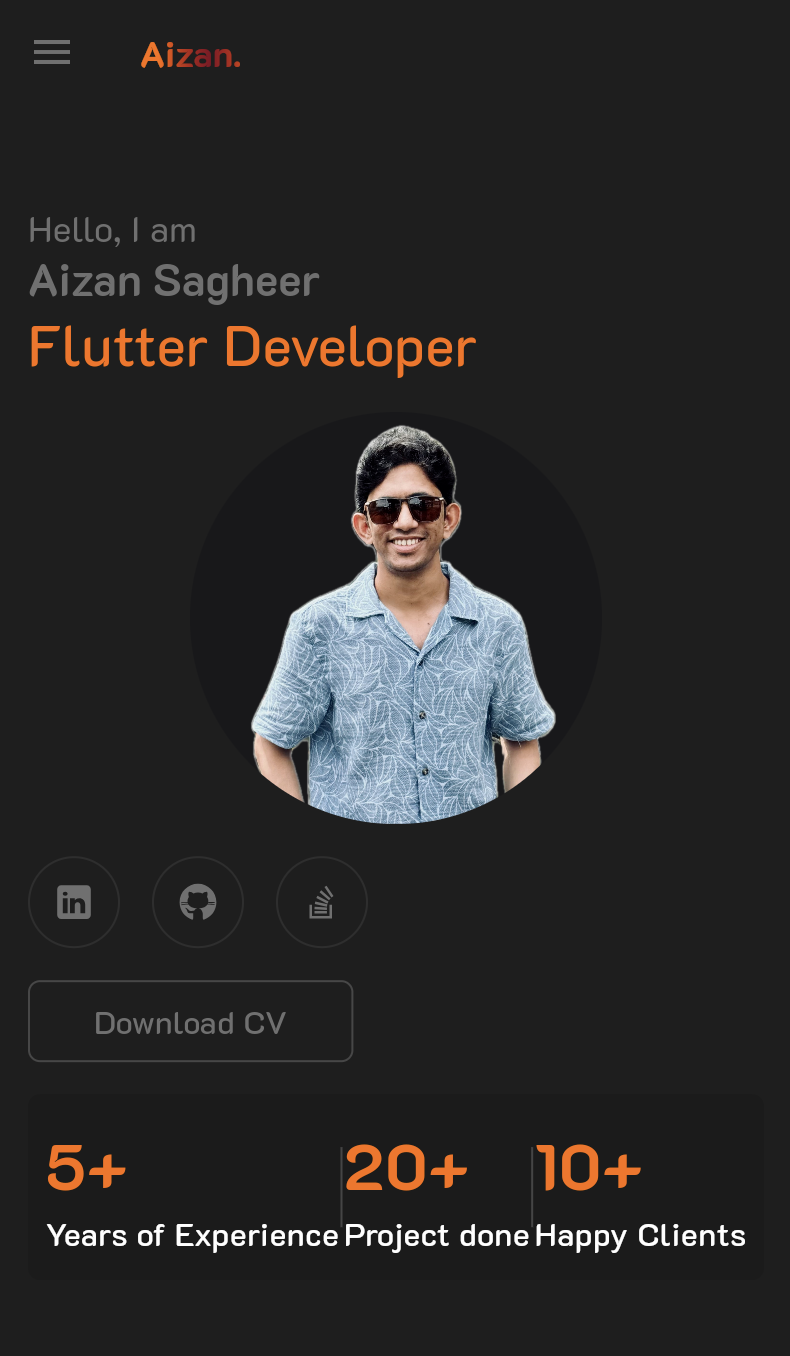 Aizan.
Hello, I am
Aizan Sagheer
Flutter Developer
in
Download CV
5+ 20+ 10+
Years of Experience Project done Happy Clients